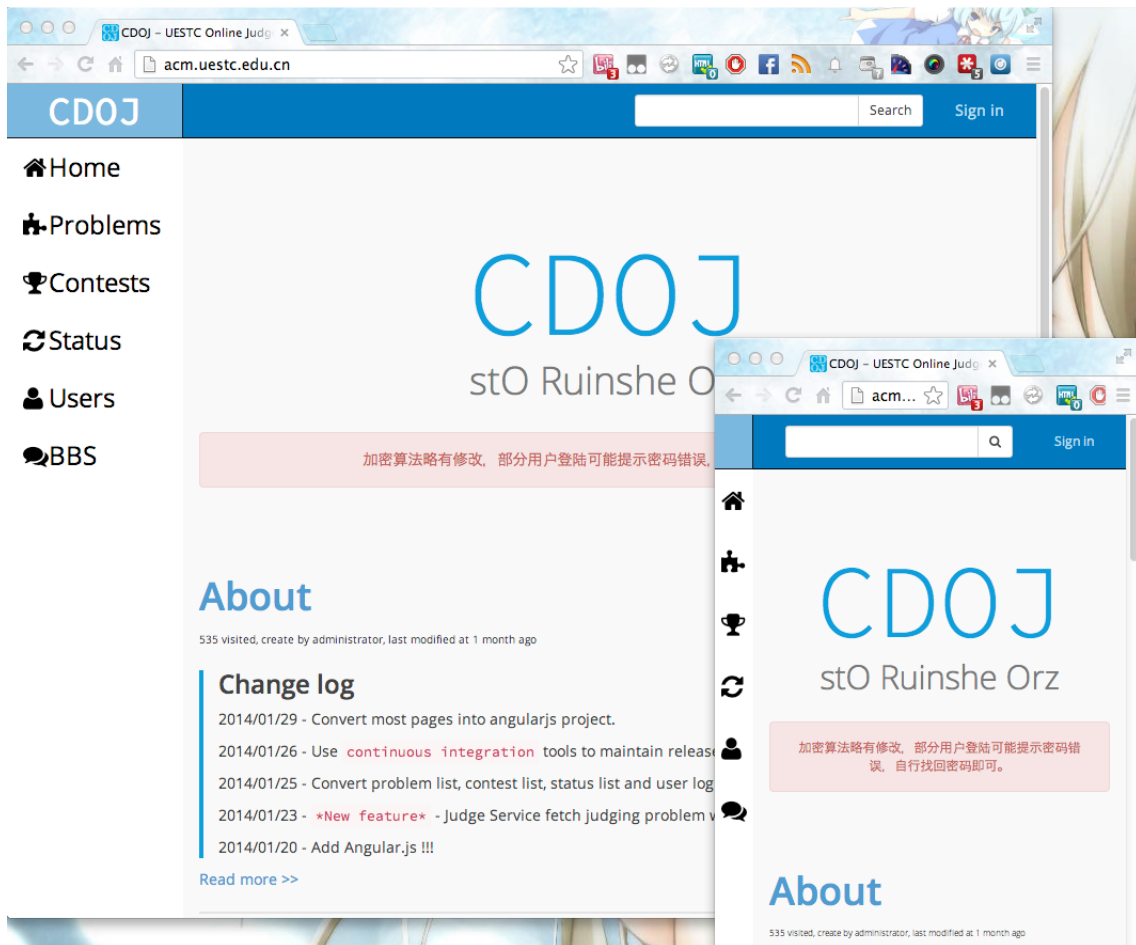 CDOJ – UESTC Online Judg
acm.uestc.edu.cn
3
0
7
5
CDOJ
Search
Sign in
Home
Problems
Contests
Status
Users
BBS
CDOJ
stO Ruinshe O
加密算法略有修改，部分用户登陆可能提示密码错误，
About
535 visited, create by administrator, last modified at 1 month ago
Change log
2014/01/29 - Convert most pages into angularjs project.
2014/01/26 - Use continuous integration tools to maintain releas
2014/01/25 - Convert problem list, contest list, status list and user log
2014/01/23 - *New feature* - Judge Service fetch judging problem w
2014/01/20 - Add Angular.js !!!
Read more >>
CDOJ – UESTC Online Judg
acm...
3
0
Sign in
CDOJ
stO Ruinshe Orz
加密算法略有修改，部分用户登陆可能提示密码错
误，自行找回密码即可。
About
535 visited, create by administrator, last modified at 1 month ago